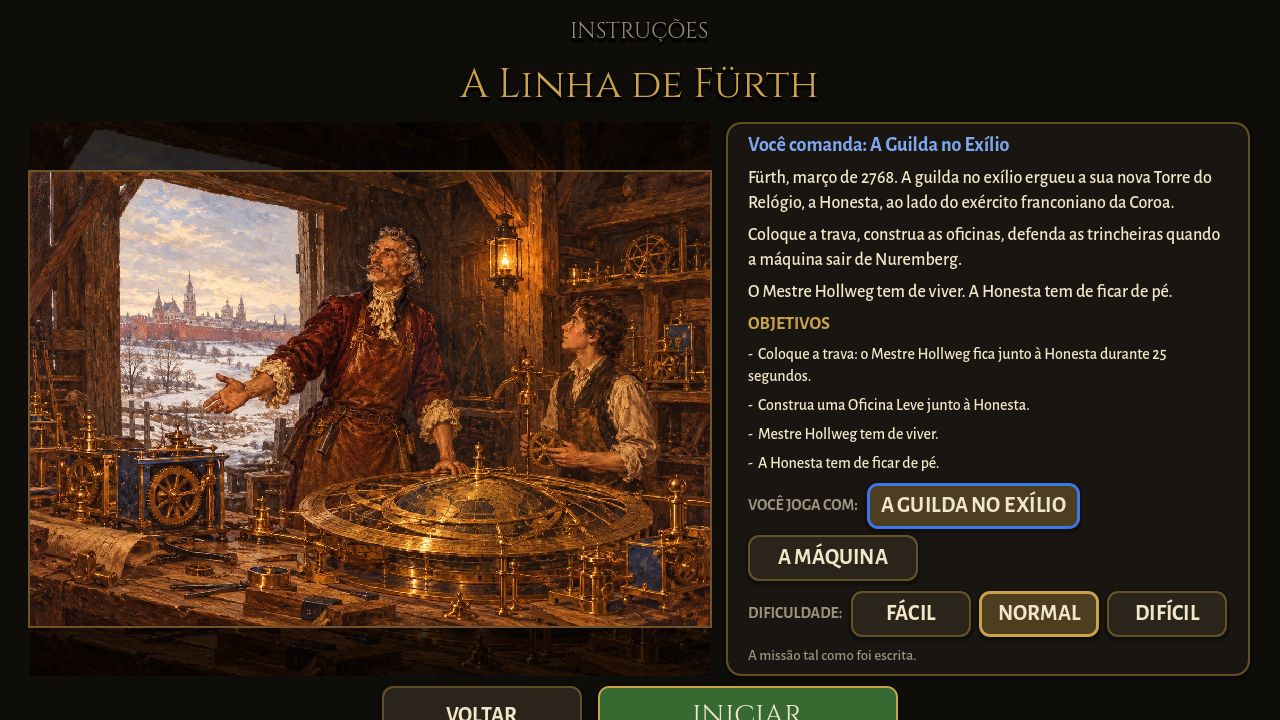 INSTRUÇÕES
A Linha de Fürth
Você comanda: A Guilda no Exílio
Fürth, março de 2768. A guilda no exílio ergueu a sua nova Torre do
Relógio, a Honesta, ao lado do exército franconiano da Coroa.
Coloque a trava, construa as oficinas, defenda as trincheiras quando
a máquina sair de Nuremberg.
O Mestre Hollweg tem de viver. A Honesta tem de ficar de pé.
OBJETIVOS
- Coloque a trava: o Mestre Hollweg fica junto à Honesta durante 25
segundos.
- Construa uma Oficina Leve junto à Honesta.
- Mestre Hollweg tem de viver.
- A Honesta tem de ficar de pé.
VOCÊ JOGA COM: A GUILDA NO EXÍLIO
A MÁQUINA
DIFICULDADE: FÁCIL NORMAL DIFÍCIL
A missão tal como foi escrita.
VOLTAR INICIAR